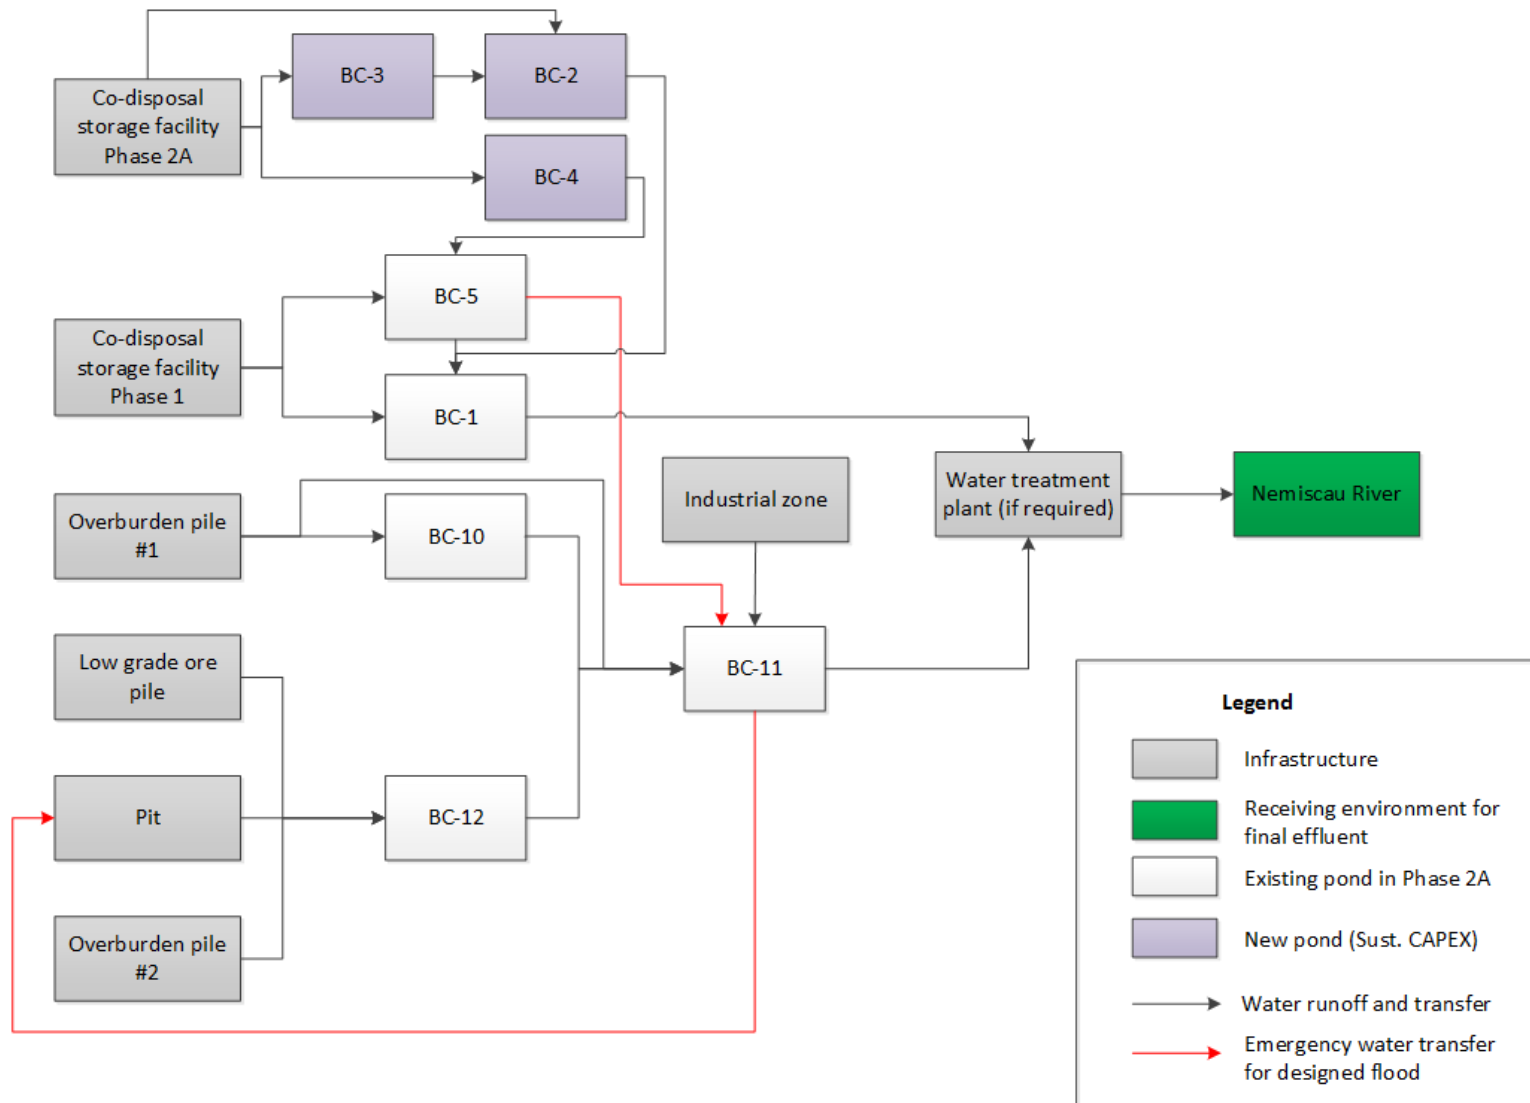 BC-3
BC-2
Co-disposal
storage facility
Phase 2A
BC-4
BC-5
Co-disposal
storage facility
Phase 1
BC-1
Overburden pile
#1
BC-10
Industrial zone
Water treatment
plant (if required)
Nemiscau River
Low grade ore
pile
BC-11
Pit
BC-12
Overburden pile
#2
Legend
Infrastructure
Receiving environment for
final effluent
Existing pond in Phase 2A
New pond (Sust. CAPEX)
Water runoff and transfer
Emergency water transfer
for designed flood